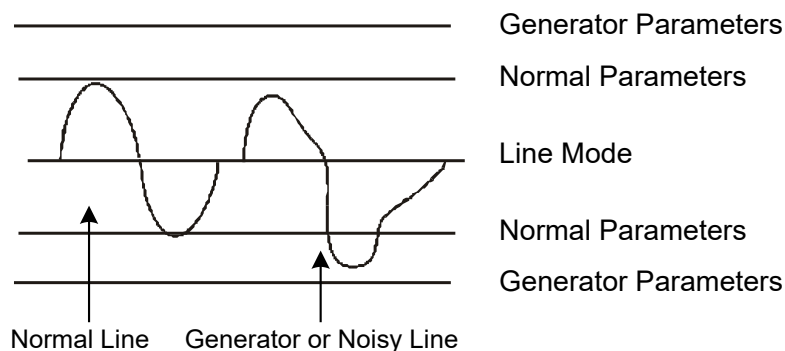 Generator Parameters
Normal Parameters
Line Mode
Normal Parameters
Generator Parameters
Normal Line
Generator or Noisy Line